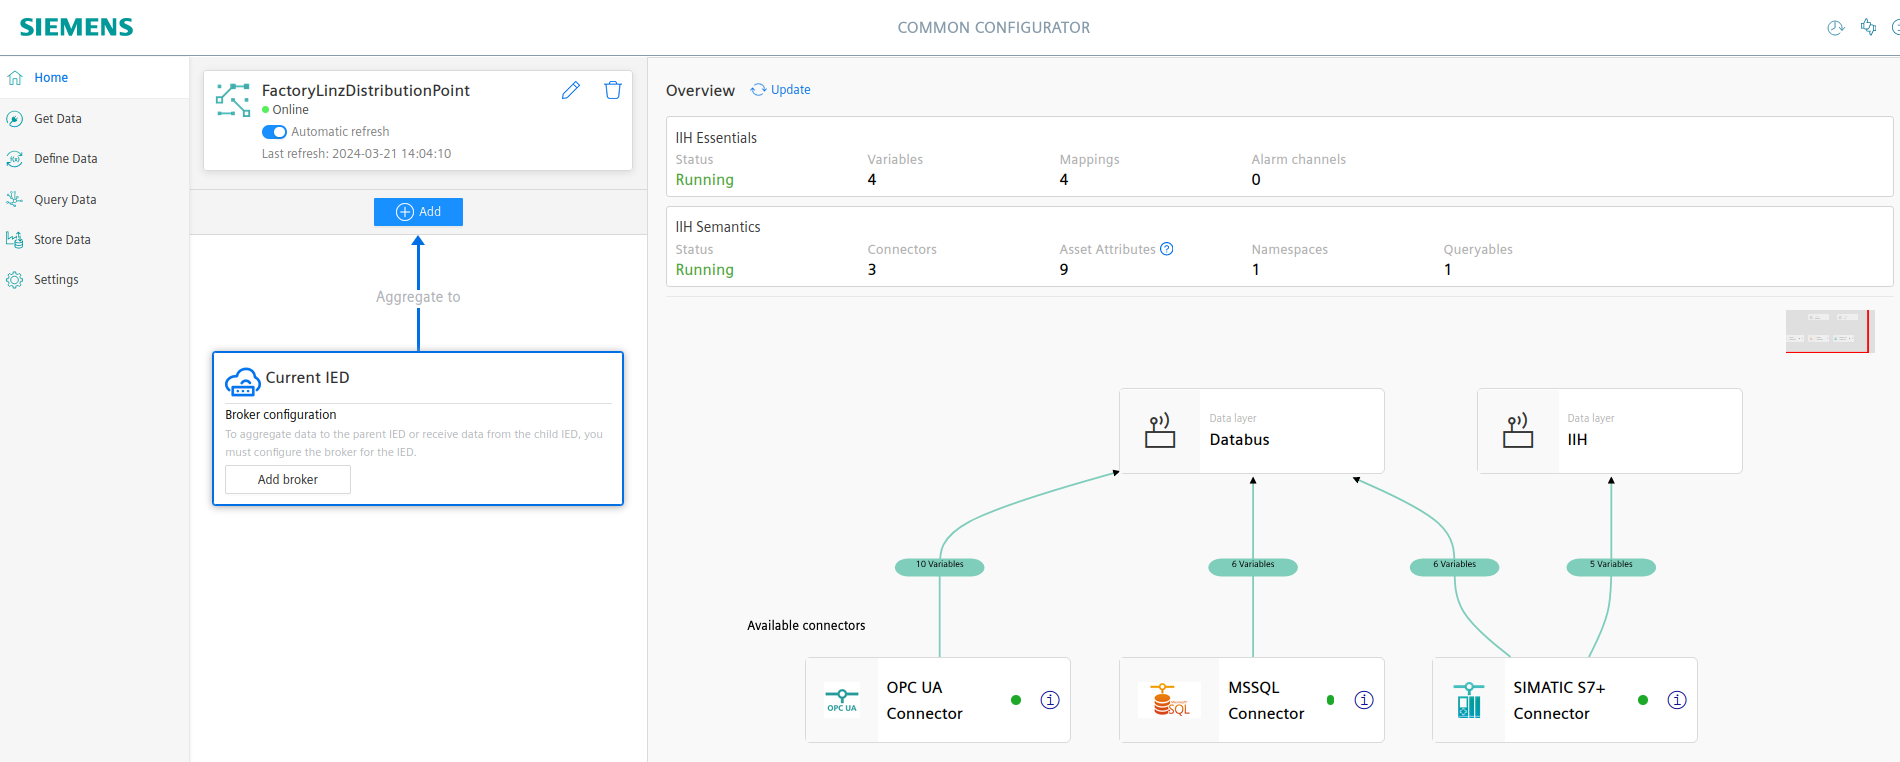 SIEMENS
COMMON CONFIGURATOR
Home
Get Data
Define Data
Query Data
Store Data
Settings
FactoryLinzDistributionPoint
Online
Automatic refresh
Last refresh: 2024-03-21 14:04:10
Add
Aggregate to
Current IED
Broker configuration
To aggregate data to the parent IED or receive data from the child IED, you
must configure the broker for the IED.
Add broker
Overview Update
IIH Essentials
Status Variables Mappings Alarm channels
Running 4 4 0
IIH Semantics
Status Connectors Asset Attributes ? Namespaces Queryables
Running 3 9 1 1
Data layer
Databus
Data layer
IIH
10 Variables
6 Variables
6 Variables
5 Variables
Available connectors
OPC UA
OPC UA
Connector
SQL
MSSQL
Connector
SIMATIC S7+
Connector